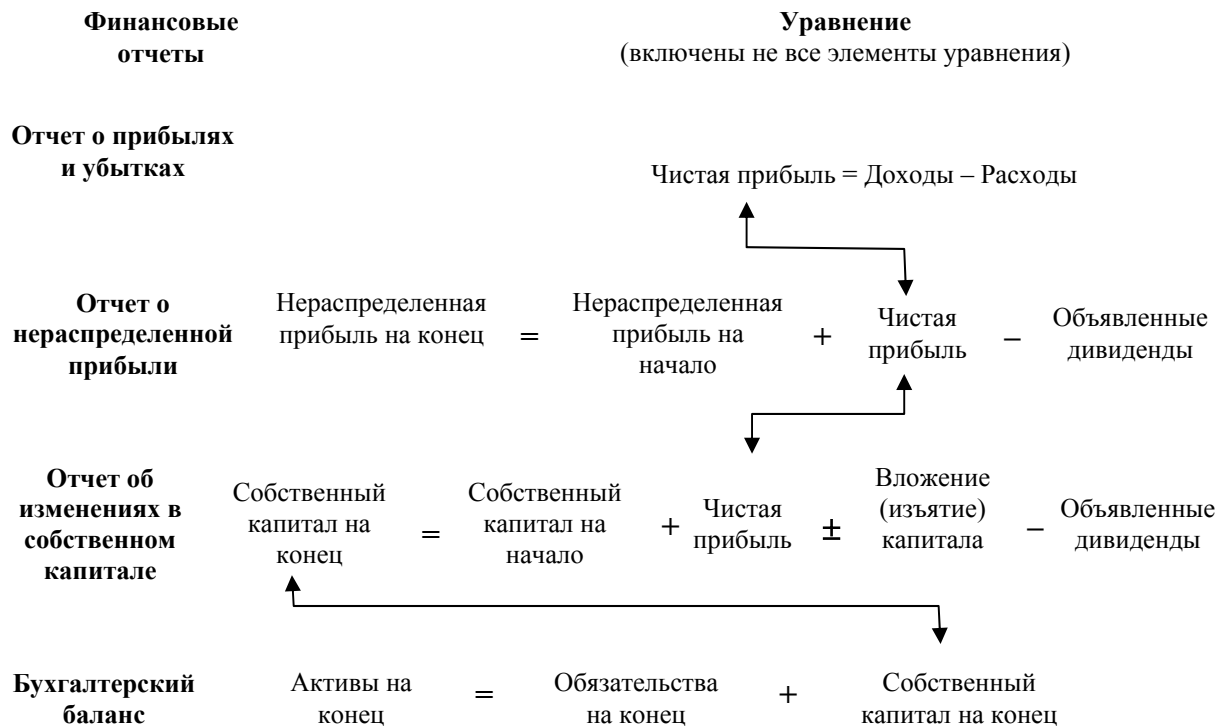 Финансовые
отчеты
Уравнение
(включены не все элементы уравнения)
Отчет о прибылях
и убытках
Чистая прибыль = Доходы – Расходы
Отчет о
нераспределенной
прибыли
Нераспределенная
прибыль на конец
=
Нераспределенная
прибыль на
начало
+
Чистая
прибыль
–
Объявленные
дивиденды
Отчет об
изменениях в
собственном
капитале
Собственный
капитал на
конец
=
Собственный
капитал на
начало
+
Чистая
прибыль
±
Вложение
(изъятие)
капитала
–
Объявленные
дивиденды
Бухгалтерский
баланс
Активы на
конец
=
Обязательства
на конец
+
Собственный
капитал на конец